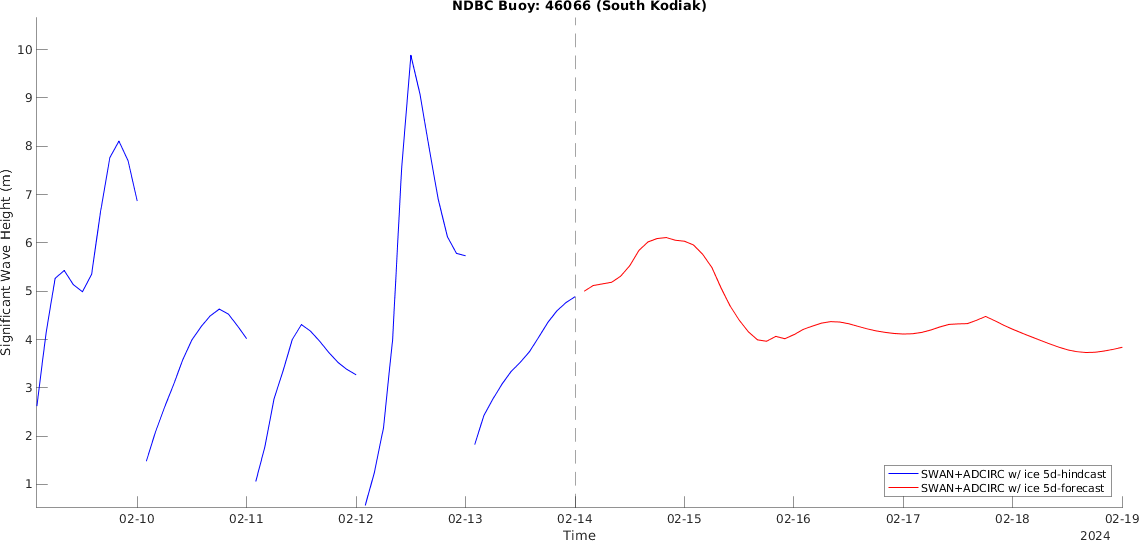 NDBC Buoy: 46066 (South Kodiak)
Significant Wave Height (m)
10
9
8
7
6
5
4
3
2
1
02-10 02-11 02-12 02-13 02-14 02-15 02-16 02-17 02-18 02-19
Time
2024
SWAN+ADCIRC w/ ice 5d-hindcast
SWAN+ADCIRC w/ ice 5d-forecast